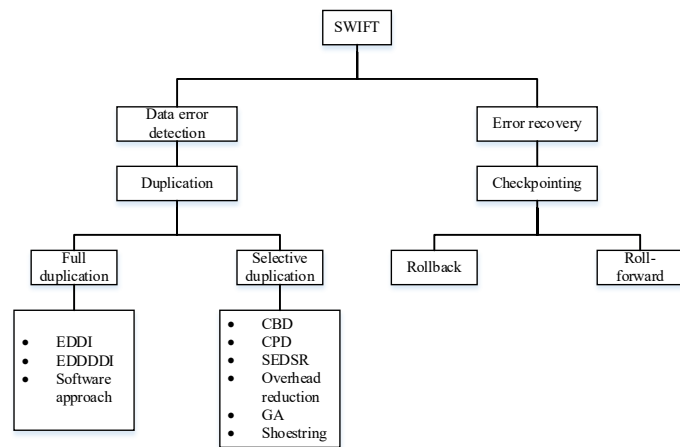 SWIFT
Data error
detection
Error recovery
Duplication
Checkpointing
Full
duplication
Selective
duplication
Rollback
Roll-
forward
• EDDI
• EDDDDI
• Software
approach
• CBD
• CPD
• SEDSR
• Overhead
reduction
• GA
• Shoestring